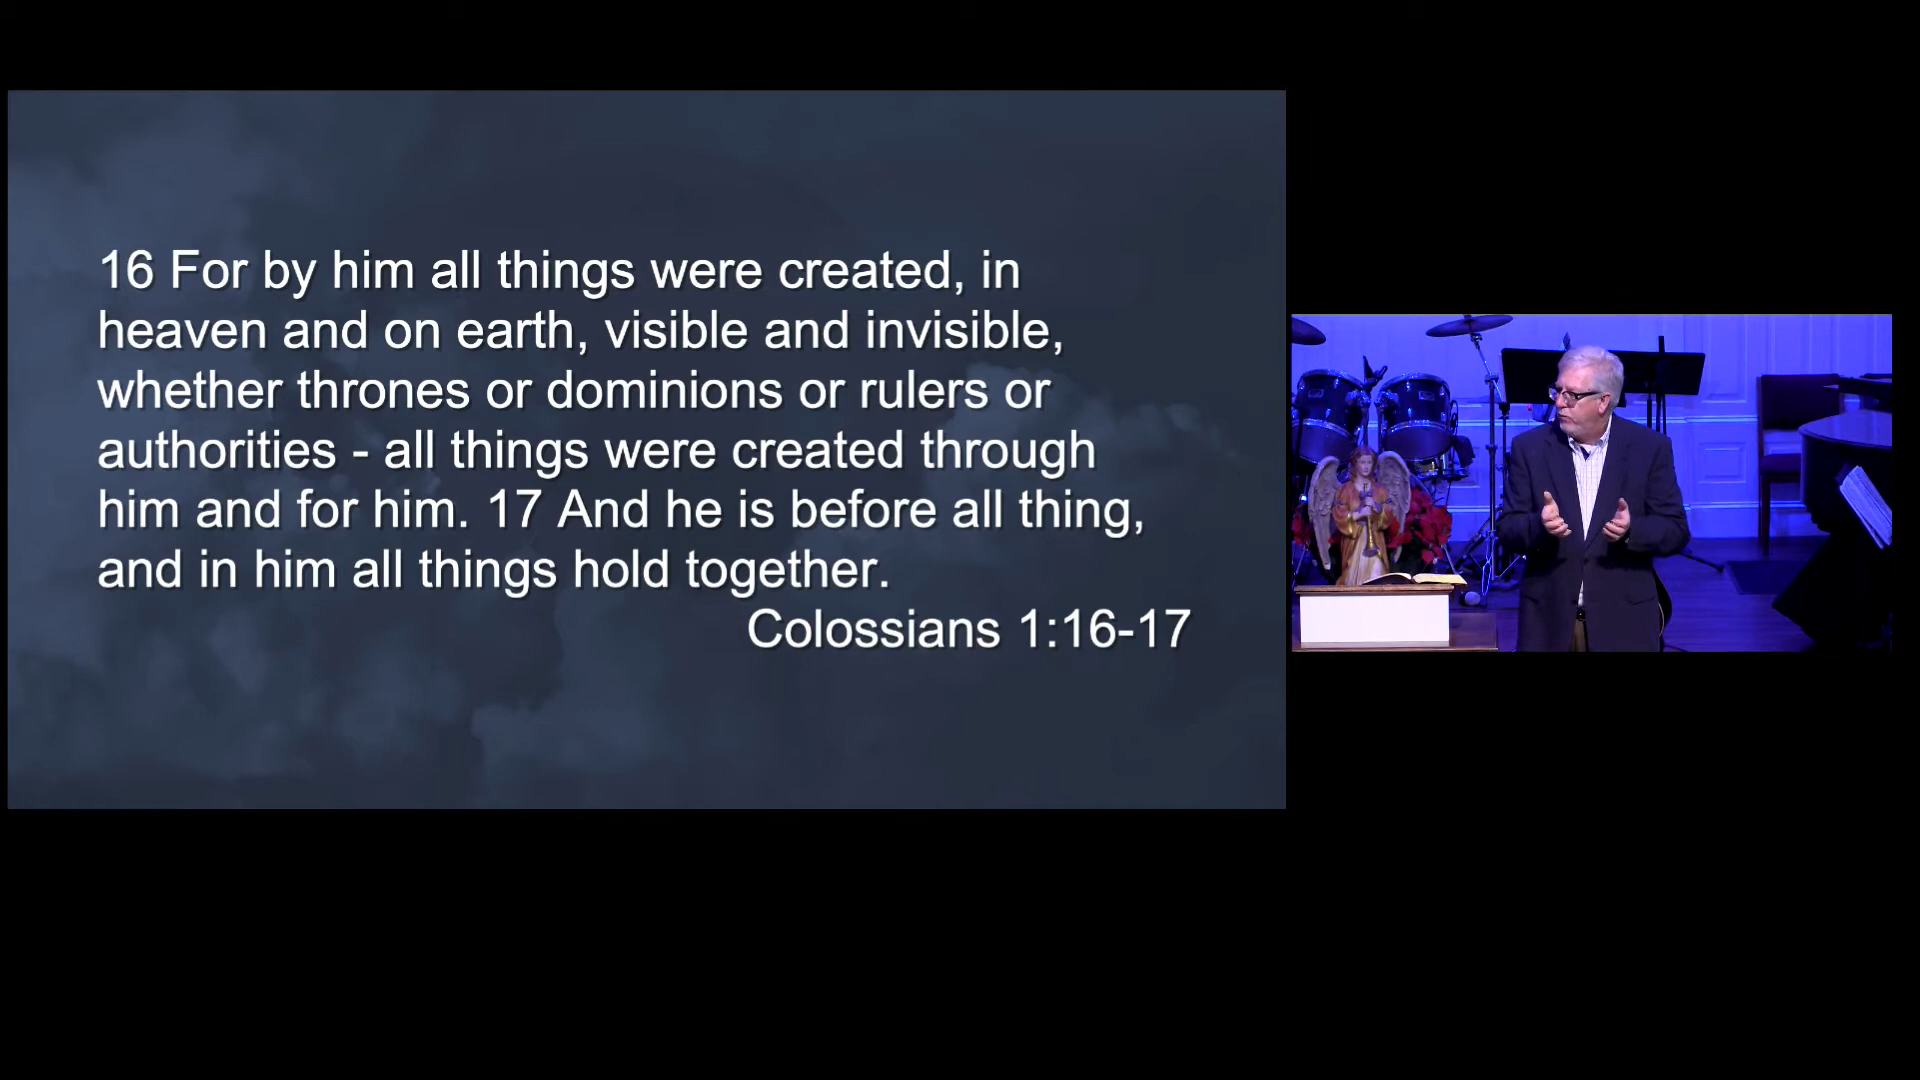 16 For by him all things were created, in
heaven and on earth, visible and invisible,
whether thrones or dominions or rulers or
authorities - all things were created through
him and for him. 17 And he is before all thing,
and in him all things hold together.
Colossians 1:16-17